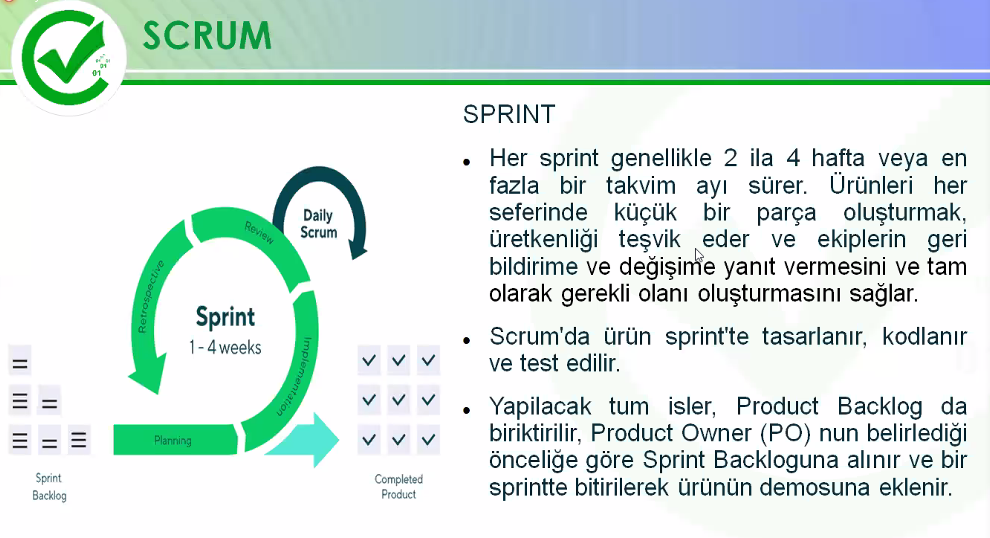 SCRUM
01
01
SPRINT
• Her sprint genellikle 2 ila 4 hafta veya en
fazla bir takvim ayı sürer. Ürünleri her
seferinde küçük bir parça oluşturmak,
üretkenliği teşvik eder ve ekiplerin geri
bildirime ve değişime yanıt vermesini ve tam
olarak gerekli olanı oluşturmasını sağlar.
• Scrum'da ürün sprint'te tasarlanır, kodlanır
ve test edilir.
• Yapilacak tum isler, Product Backlog da
biriktirilir, Product Owner (PO) nun belirlediği
önceliğe göre Sprint Backloguna alınır ve bir
sprintte bitirilerek ürünün demosuna eklenir.
Daily
Scrum
Review
Retrospective
Sprint
1 - 4 weeks
Implementation
Planning
Sprint
Backlog
Completed
Product